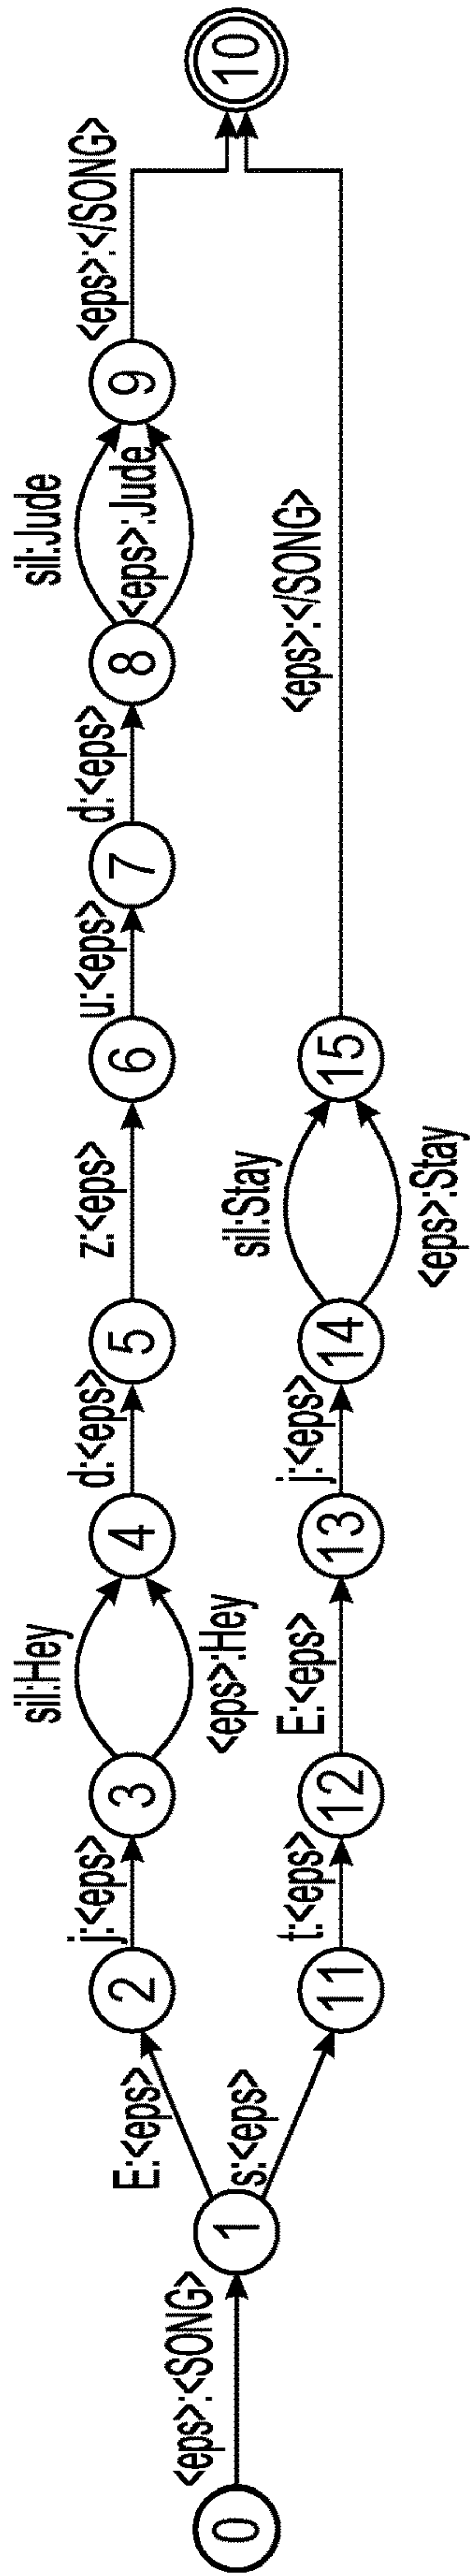 0
<eps>:<SONG>
1
E:<eps>
2
j:<eps>
3
sil:Hey
<eps>:Hey
4
d:<eps>
5
z:<eps>
6
u:<eps>
7
d:<eps>
8
sil:Jude
<eps>:Jude
9
<eps>:</SONG>
10
s:<eps>
11
t:<eps>
12
E:<eps>
13
j:<eps>
14
sil:Stay
<eps>:Stay
15
<eps>:</SONG>